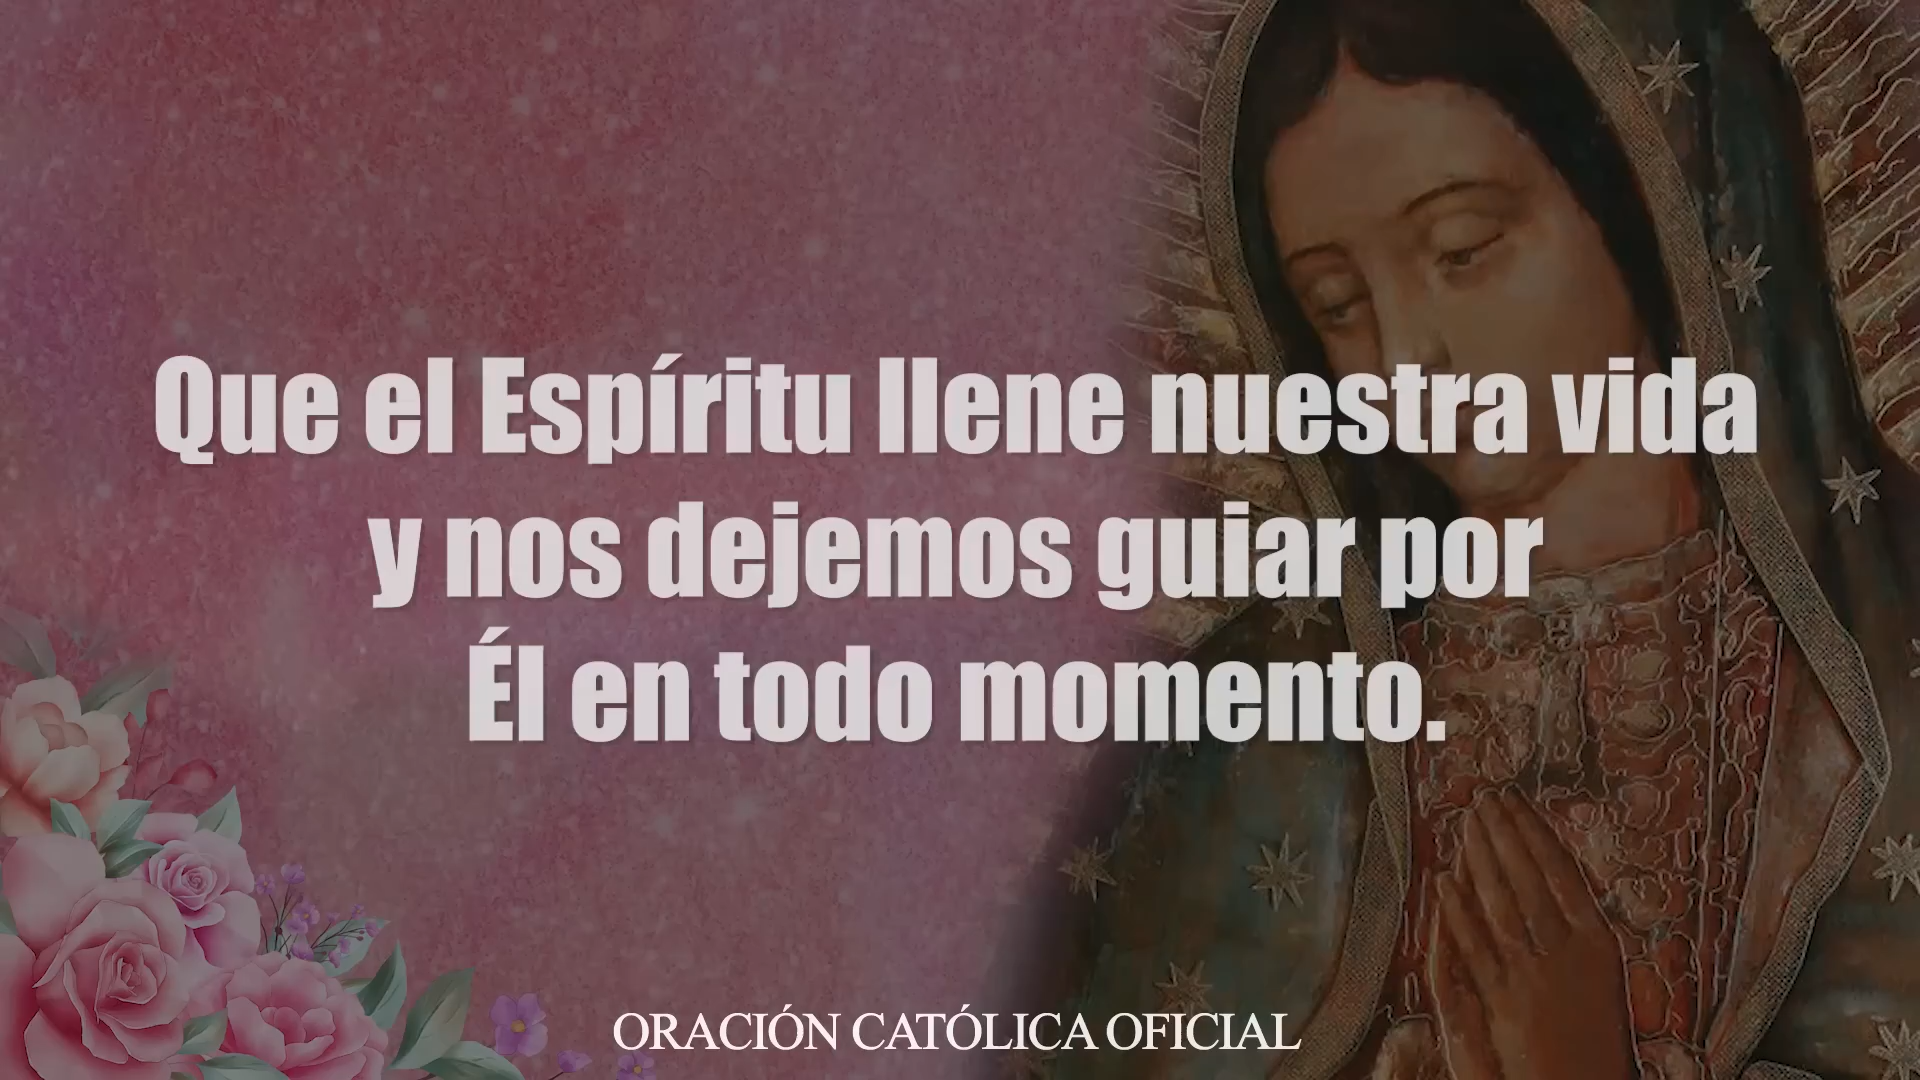 Que el Espíritu llene nuestra vida
y nos dejemos guiar por
Él en todo momento.
ORACIÓN CATÓLICA OFICIAL